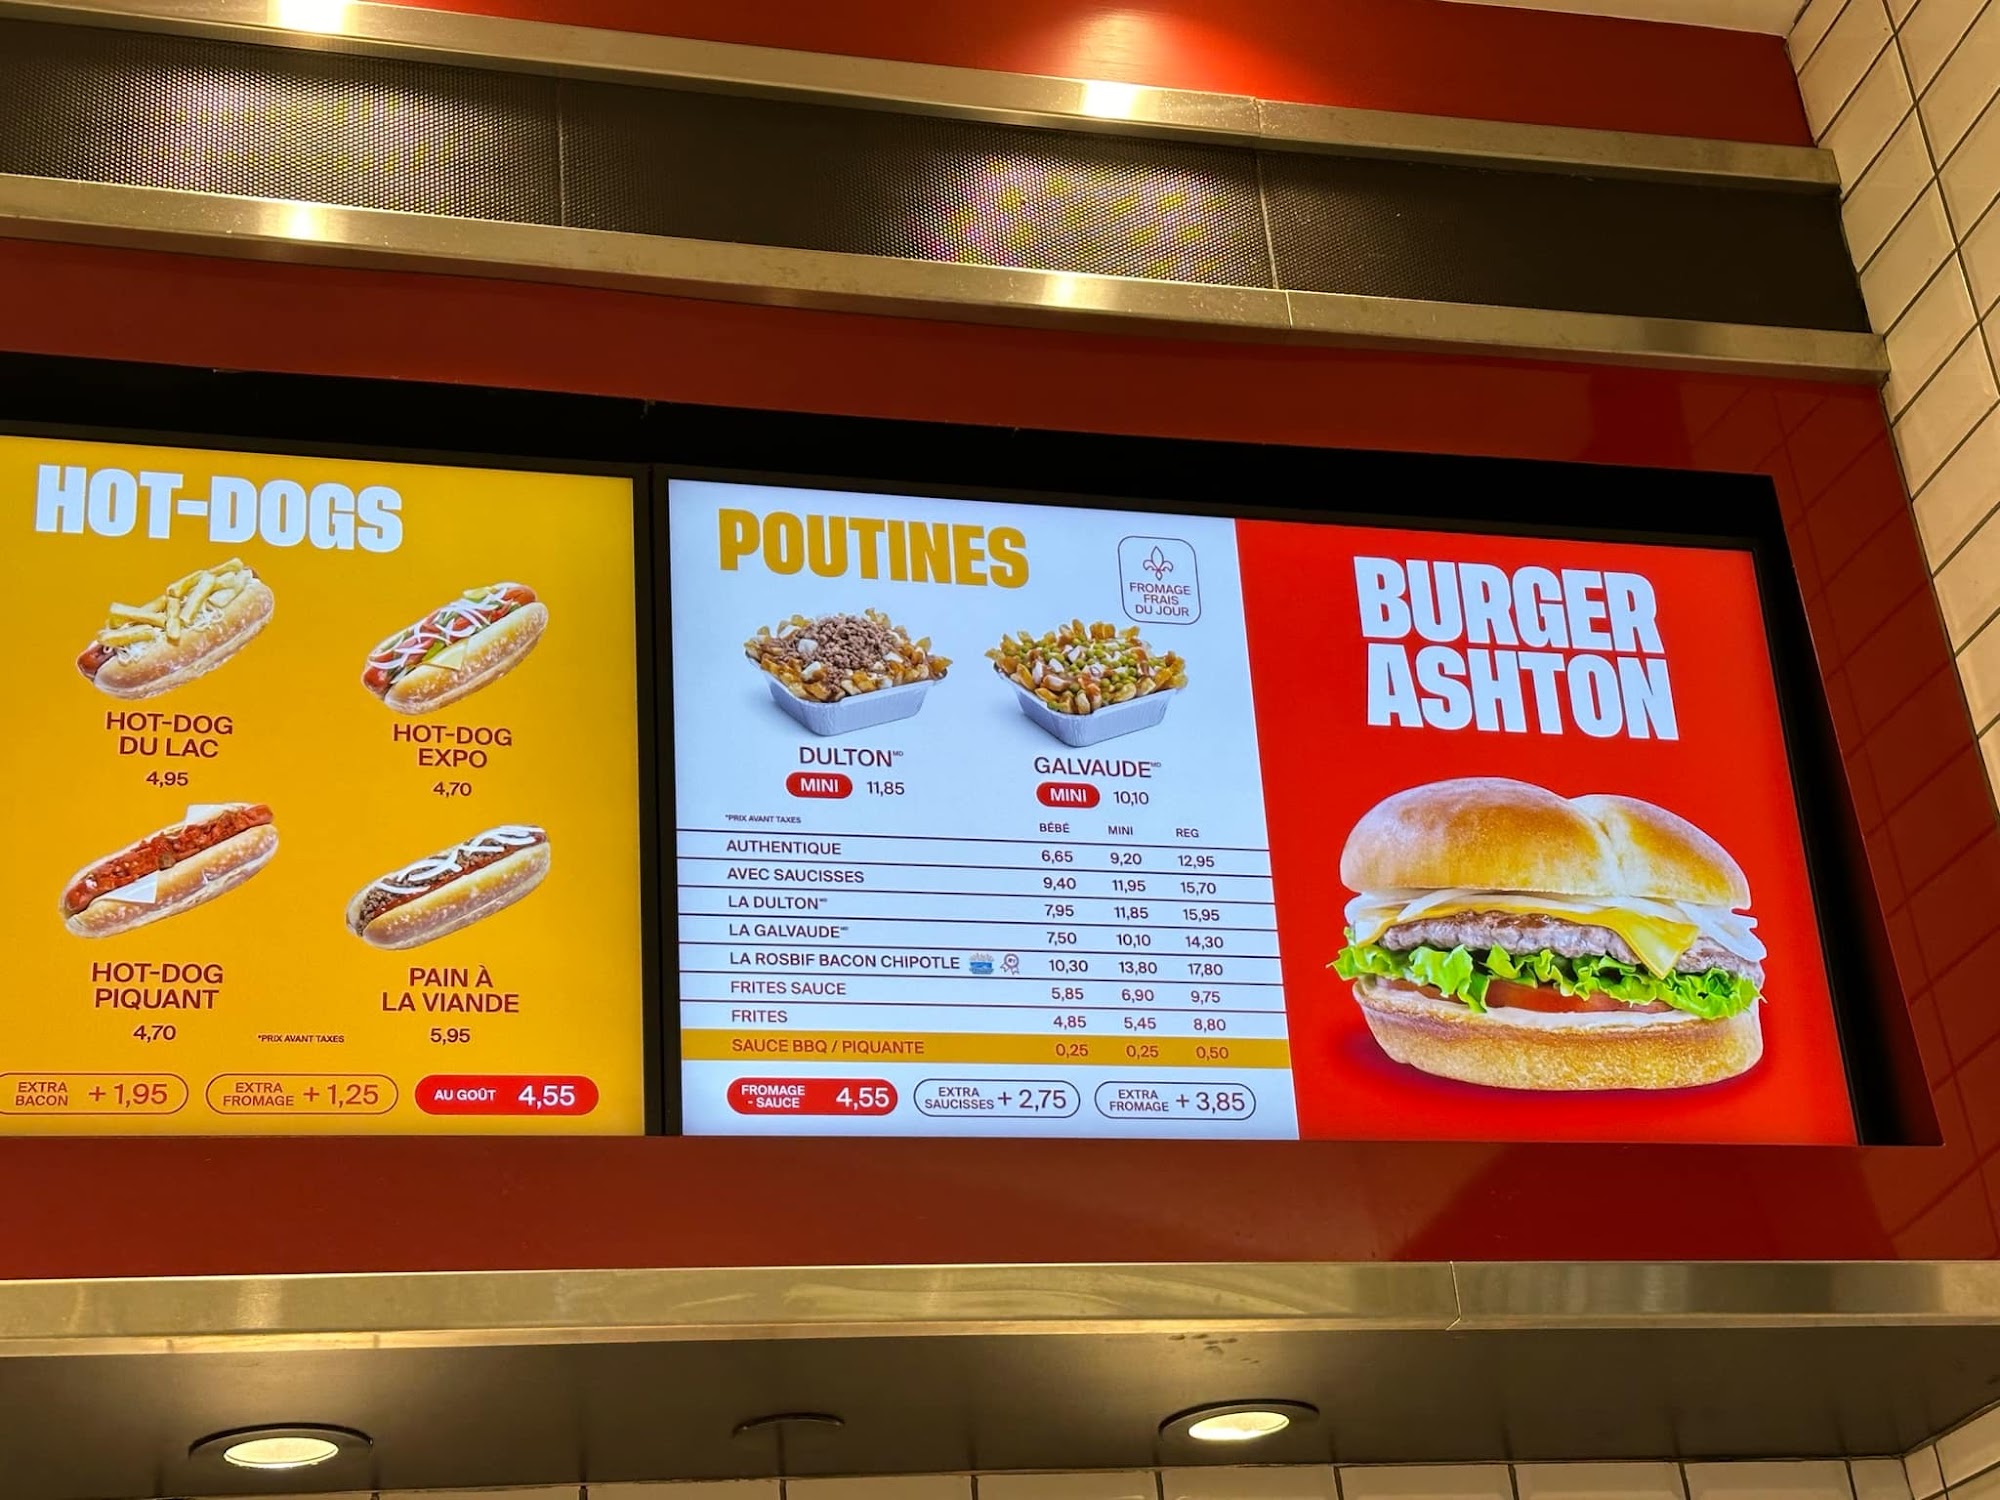 HOT-DOGS
HOT-DOG
DU LAC
4,95
HOT-DOG
EXPO
4,70
HOT-DOG
PIQUANT
4,70
PAIN À
LA VIANDE
5,95
*PRIX AVANT TAXES
EXTRA
BACON + 1,95
EXTRA
FROMAGE + 1,25
AU GOÛT 4,55
POUTINES
FROMAGE
FRAIS
DU JOUR
DULTON MD
MINI 11,85
GALVAUDE MD
MINI 10,10
*PRIX AVANT TAXES
BÉBÉ MINI REG
AUTHENTIQUE 6,65 9,20 12,95
AVEC SAUCISSES 9,40 11,95 15,70
LA DULTON MD 7,95 11,85 15,95
LA GALVAUDE MD 7,50 10,10 14,30
LA ROSBIF BACON CHIPOTLE 10,30 13,80 17,80
FRITES SAUCE 5,85 6,90 9,75
FRITES 4,85 5,45 8,80
SAUCE BBQ / PIQUANTE 0,25 0,25 0,50
FROMAGE
- SAUCE 4,55
EXTRA
SAUCISSES + 2,75
EXTRA
FROMAGE + 3,85
BURGER
ASHTON